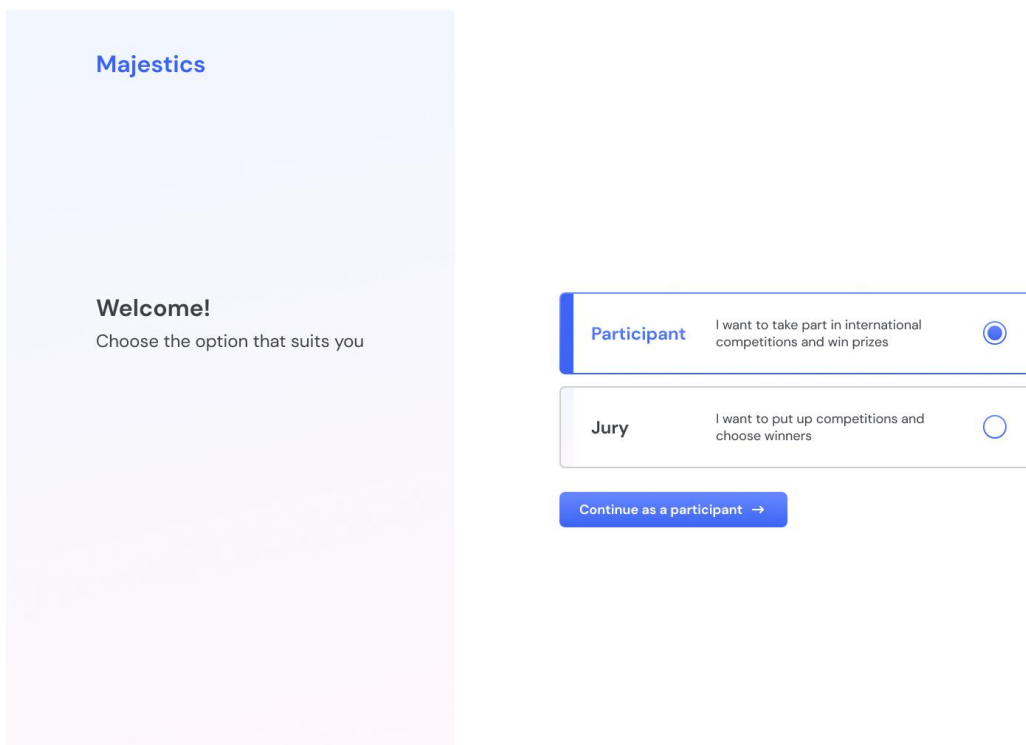 Majestics
Welcome!
Choose the option that suits you
Participant
I want to take part in international
competitions and win prizes
Jury
I want to put up competitions and
choose winners
Continue as a participant →